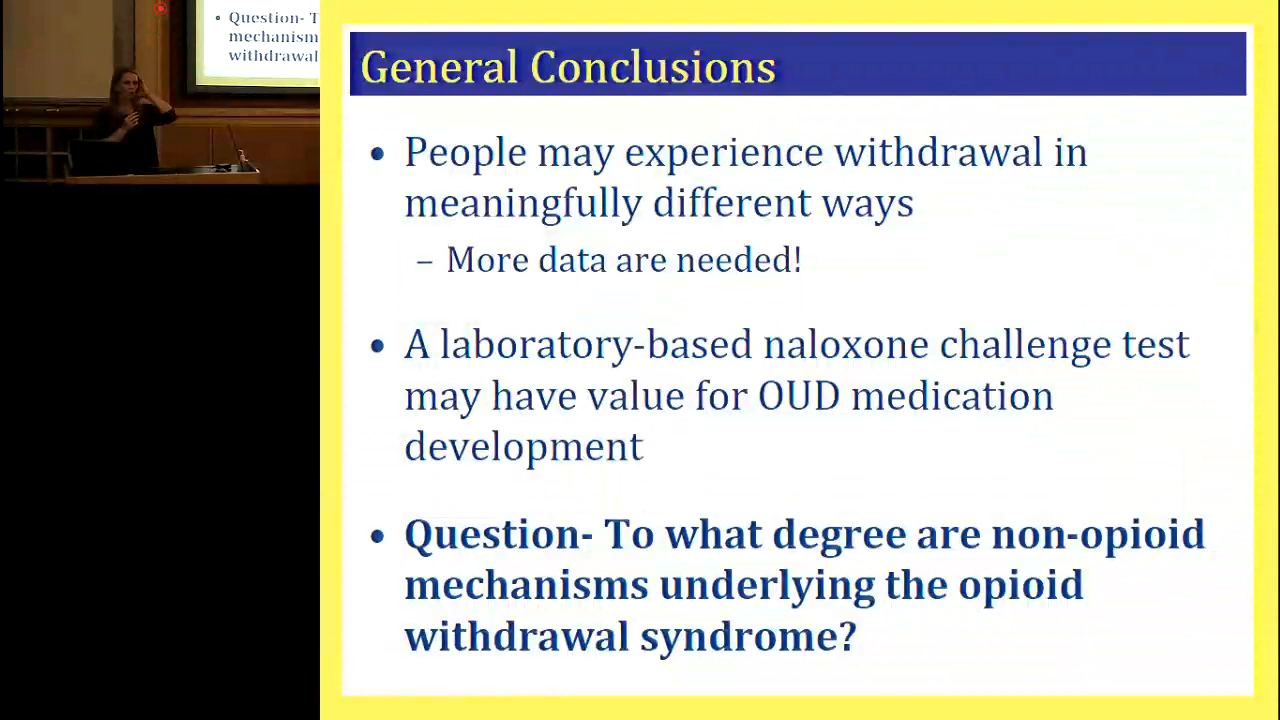 • Question- T
mechanism
withdrawal
General Conclusions
• People may experience withdrawal in
meaningfully different ways
– More data are needed!
• A laboratory-based naloxone challenge test
may have value for OUD medication
development
• Question- To what degree are non-opioid
mechanisms underlying the opioid
withdrawal syndrome?